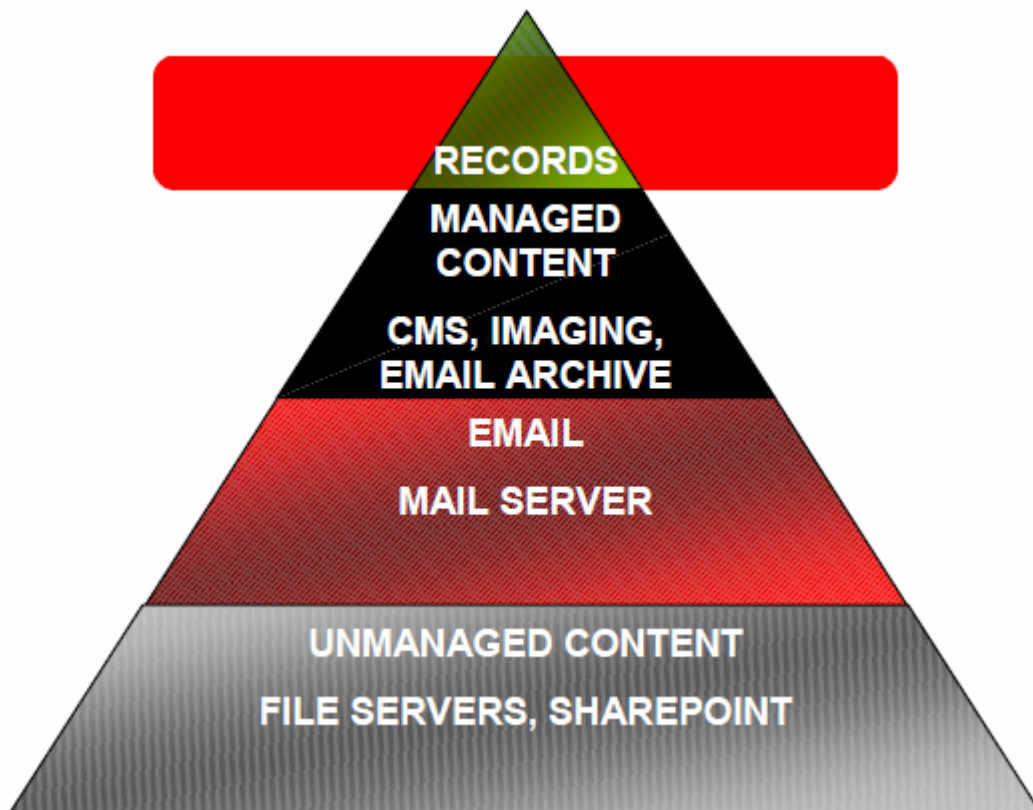 RECORDS
MANAGED
CONTENT
CMS, IMAGING,
EMAIL ARCHIVE
EMAIL
MAIL SERVER
UNMANAGED CONTENT
FILE SERVERS, SHAREPOINT